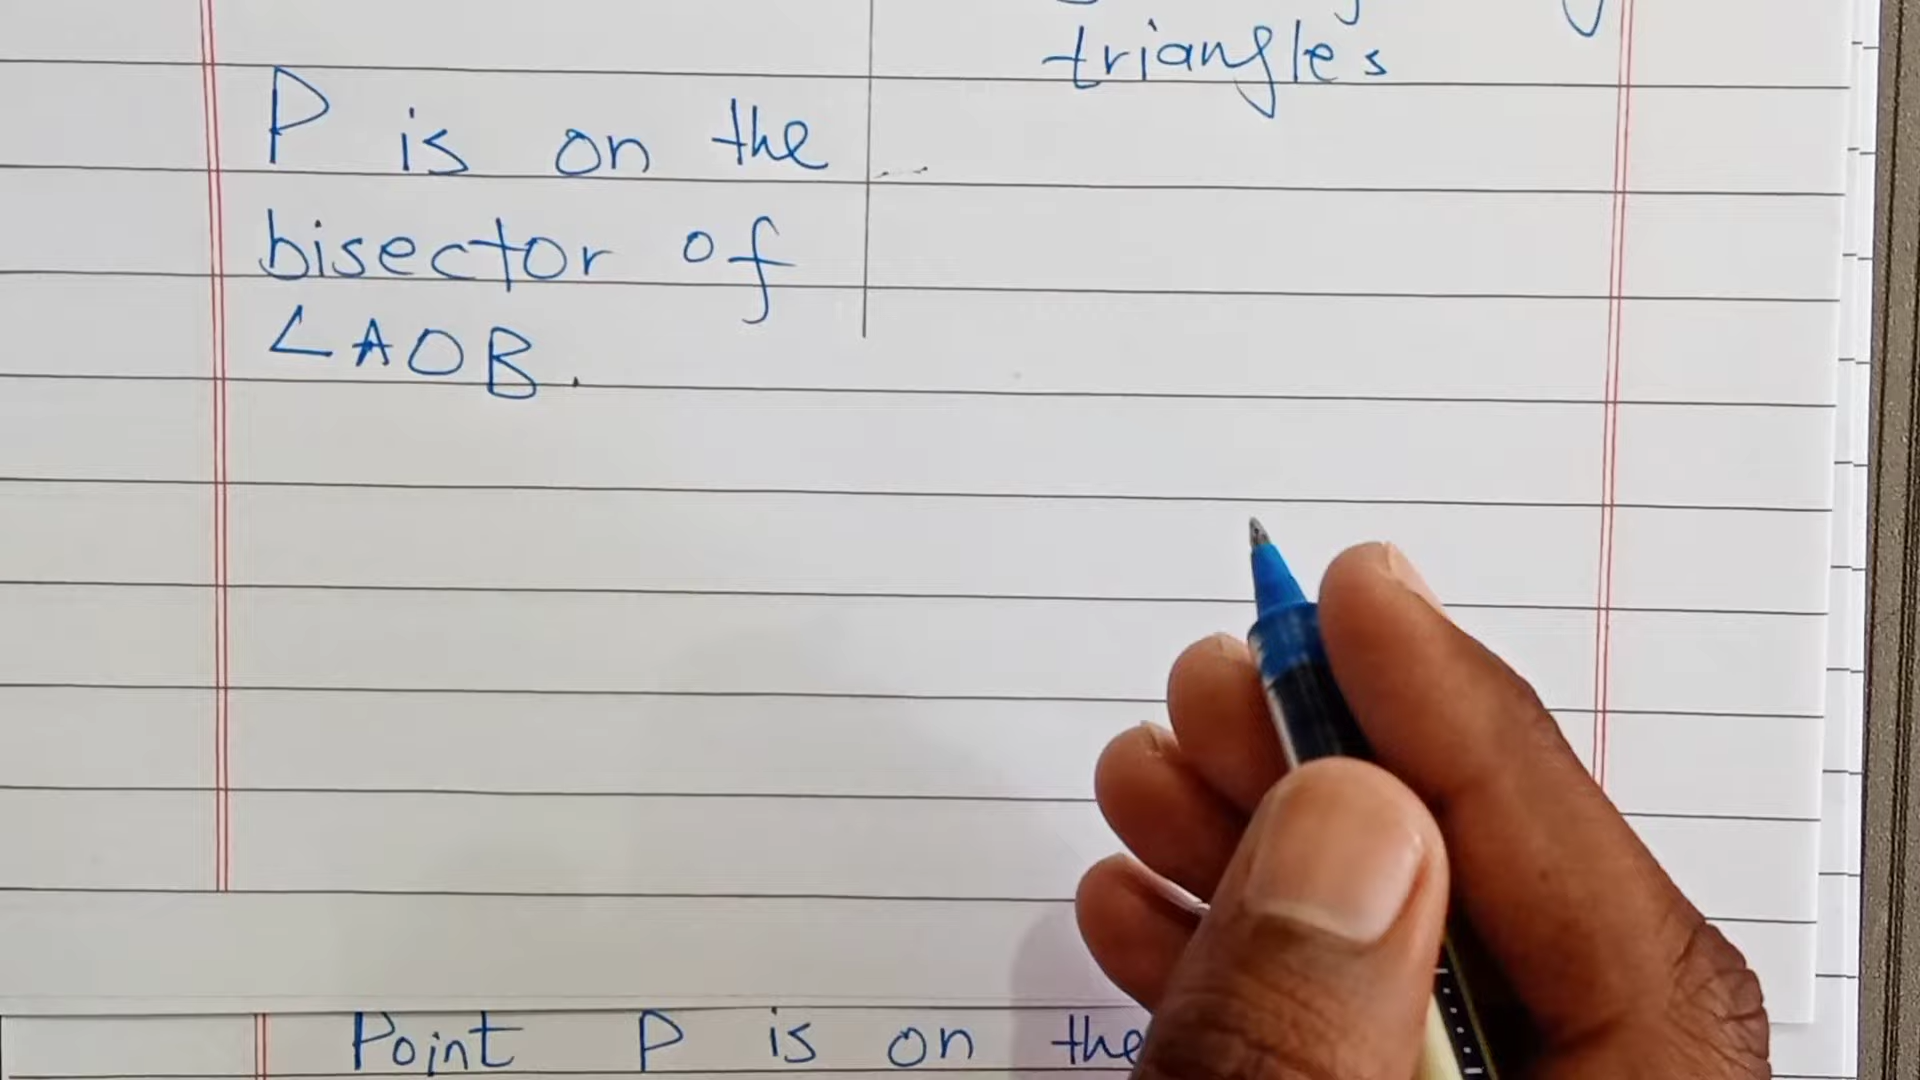 triangles
P is on the
bisector of
∠AOB.
Point P is on the